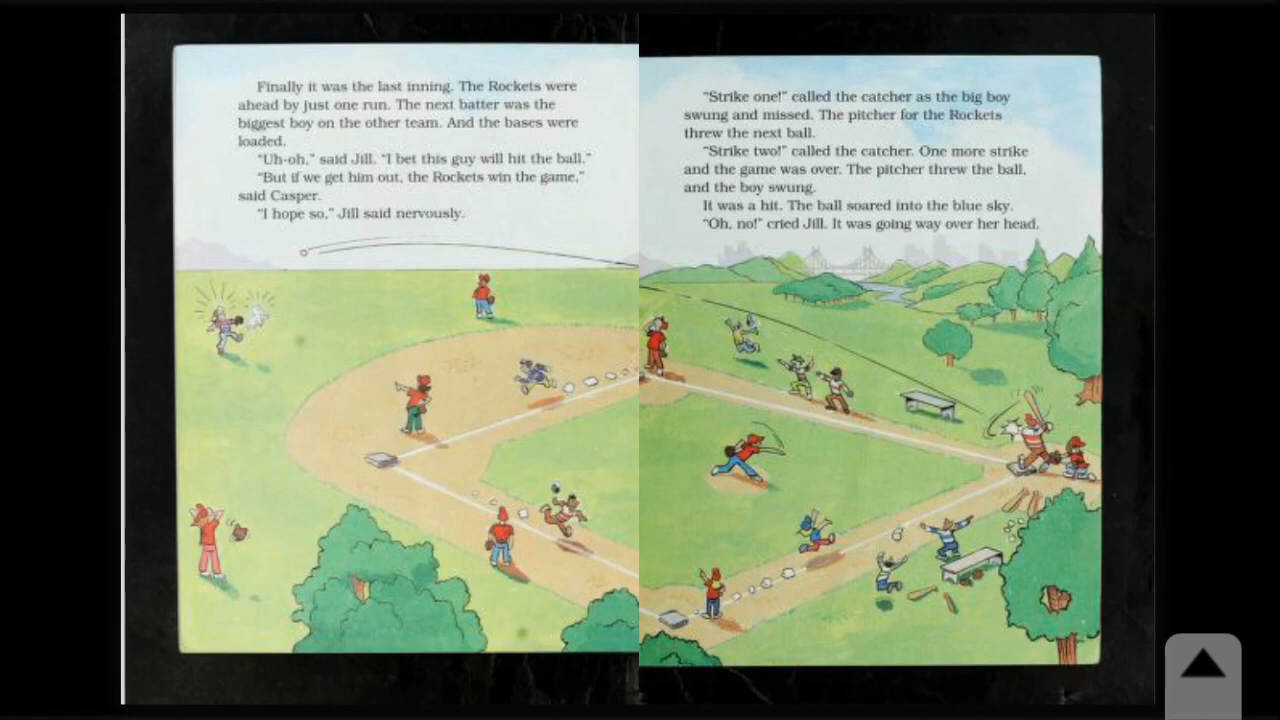 Finally it was the last inning. The Rockets were
ahead by just one run. The next batter was the
biggest boy on the other team. And the bases were
loaded.
"Uh-oh," said Jill. "I bet this guy will hit the ball."
"But if we get him out, the Rockets win the game,"
said Casper.
"I hope so," Jill said nervously.
"Strike one!" called the catcher as the big boy
swung and missed. The pitcher for the Rockets
threw the next ball.
"Strike two!" called the catcher. One more strike
and the game was over. The pitcher threw the ball,
and the boy swung.
It was a hit. The ball soared into the blue sky.
"Oh, no!" cried Jill. It was going way over her head.